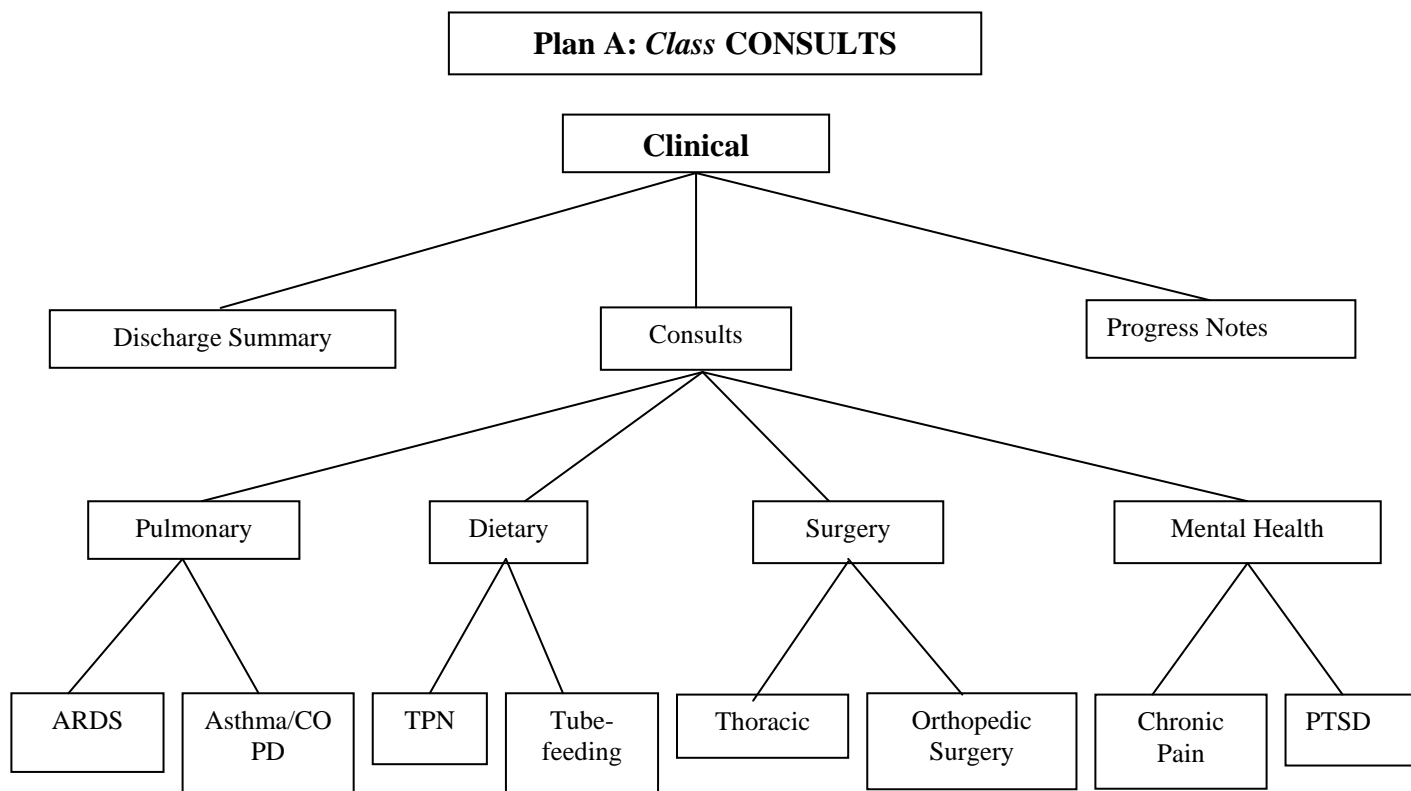 Plan A: Class CONSULTS
Clinical
Discharge Summary
Consults
Progress Notes
Pulmonary
Dietary
Surgery
Mental Health
ARDS
Asthma/CO
PD
TPN
Tube-
feeding
Thoracic
Orthopedic
Surgery
Chronic
Pain
PTSD